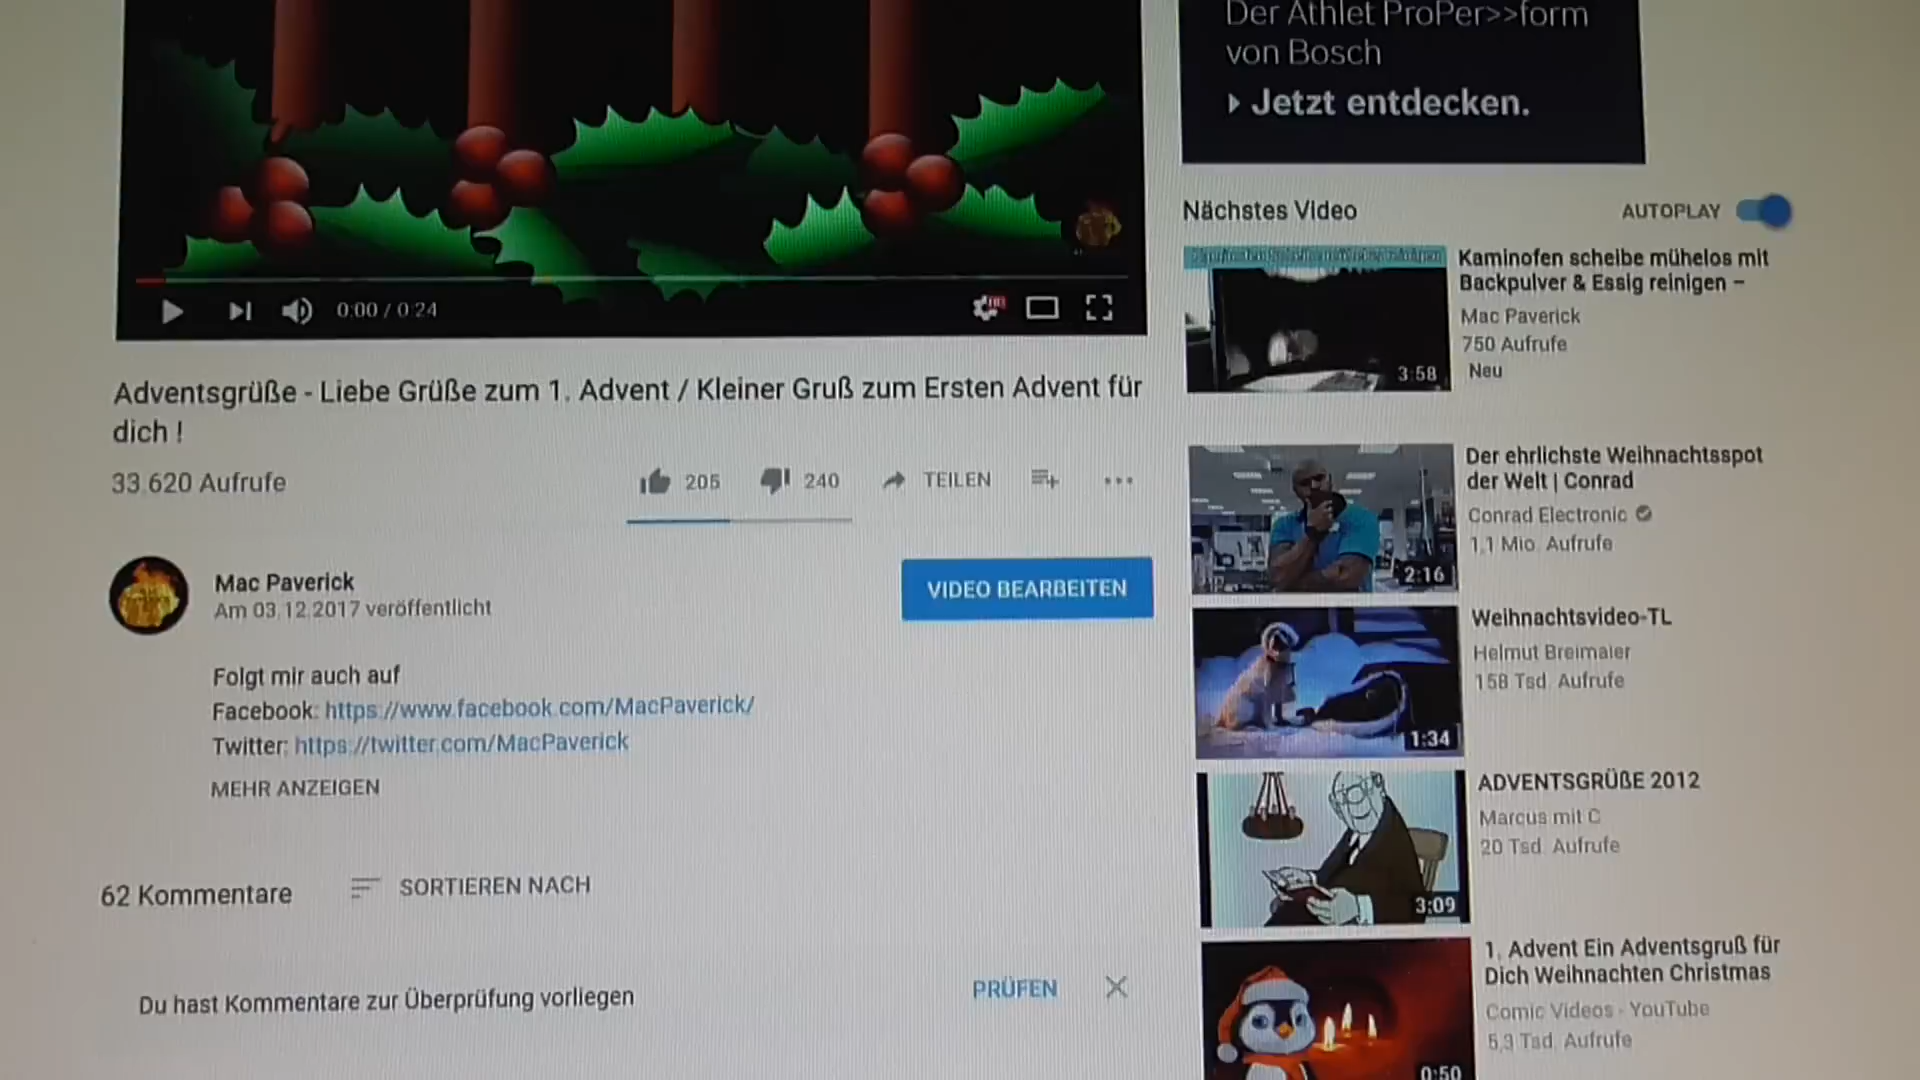 Der Athlet ProPer>>form
von Bosch
Jetzt entdecken.
0:00 / 0:24
Adventsgrüße - Liebe Grüße zum 1. Advent / Kleiner Gruß zum Ersten Advent für
dich !
33.620 Aufrufe
205
240
TEILEN
Mac Paverick
Am 03.12.2017 veröffentlicht
VIDEO BEARBEITEN
Folgt mir auch auf
Facebook: https://www.facebook.com/MacPaverick/
Twitter: https://twitter.com/MacPaverick
MEHR ANZEIGEN
62 Kommentare
SORTIEREN NACH
Du hast Kommentare zur Überprüfung vorliegen
PRÜFEN
Nächstes Video
AUTOPLAY
Kaminofen scheibe mühelos mit
Backpulver & Essig reinigen –
Mac Paverick
750 Aufrufe
Neu
3:58
Der ehrlichste Weihnachtsspot
der Welt | Conrad
Conrad Electronic
1,1 Mio. Aufrufe
2:16
Weihnachtsvideo-TL
Helmut Breimaier
158 Tsd. Aufrufe
1:34
ADVENTSGRÜßE 2012
Marcus mit C
20 Tsd. Aufrufe
3:09
1. Advent Ein Adventsgruß für
Dich Weihnachten Christmas
Comic Videos - YouTube
5,3 Tsd. Aufrufe
0:50